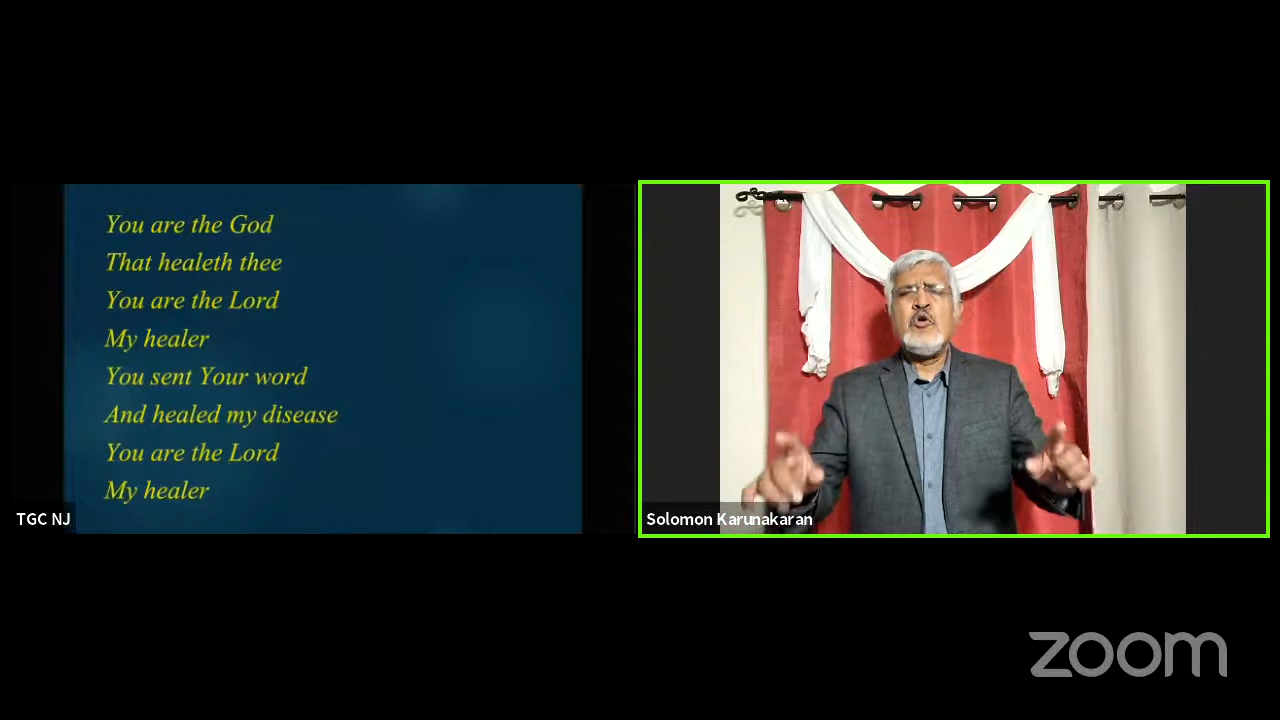 You are the God
That healeth thee
You are the Lord
My healer
You sent Your word
And healed my disease
You are the Lord
My healer
TGC NJ
Solomon Karunakaran
zoom